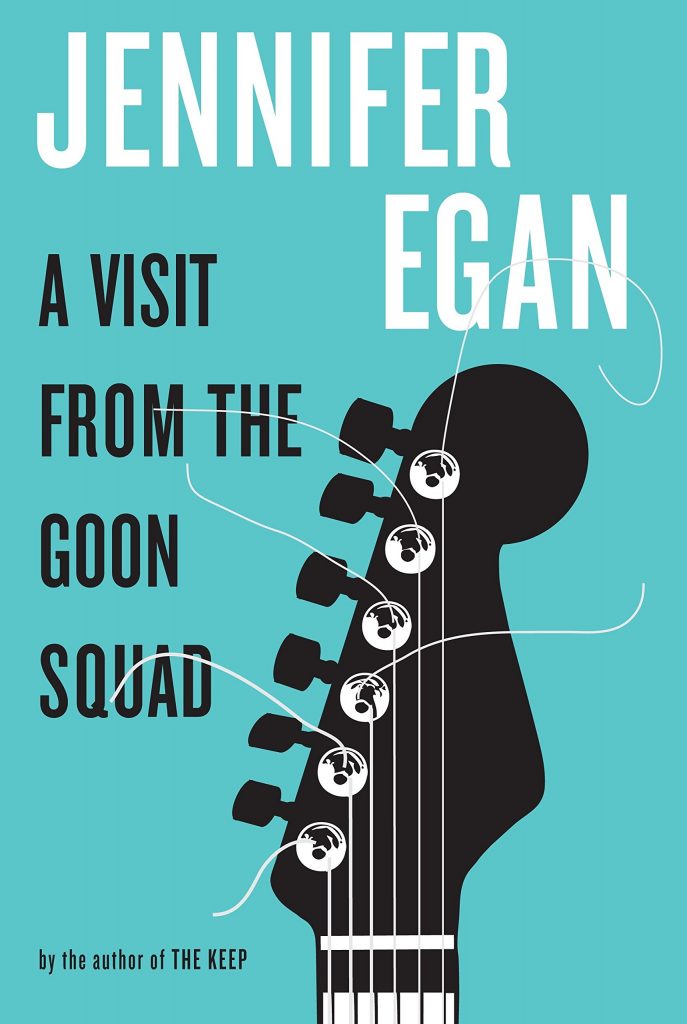 JENNIFER
EGAN
A VISIT
FROM THE
GOON
SQUAD
by the author of THE KEEP